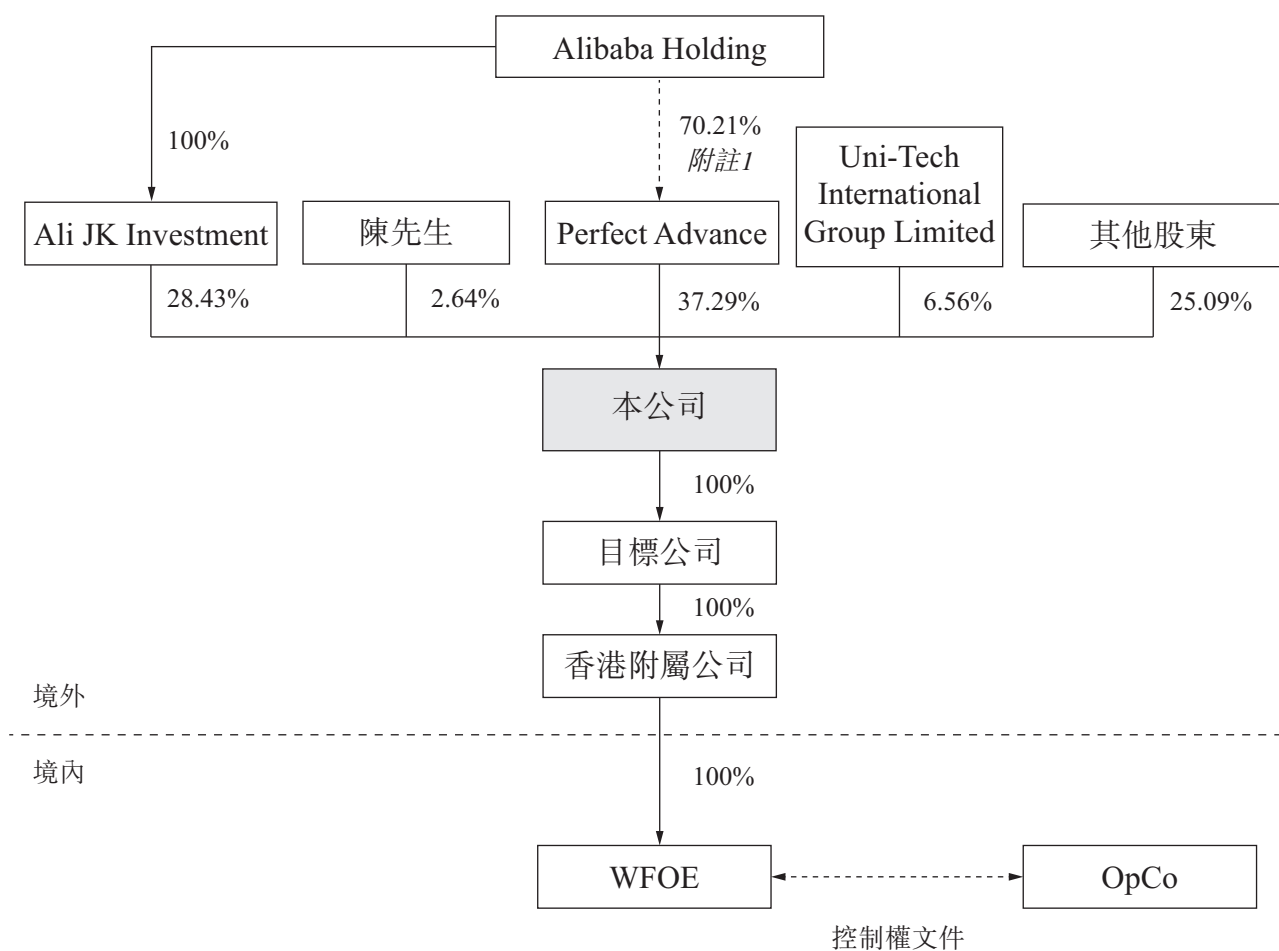 Alibaba Holding
100%
70.21%
附註1
Uni-Tech
International
Group Limited
Ali JK Investment
陳先生
Perfect Advance
其他股東
28.43%
2.64%
37.29%
6.56%
25.09%
本公司
100%
目標公司
100%
香港附屬公司
境外
境內
100%
WFOE
OpCo
控制權文件